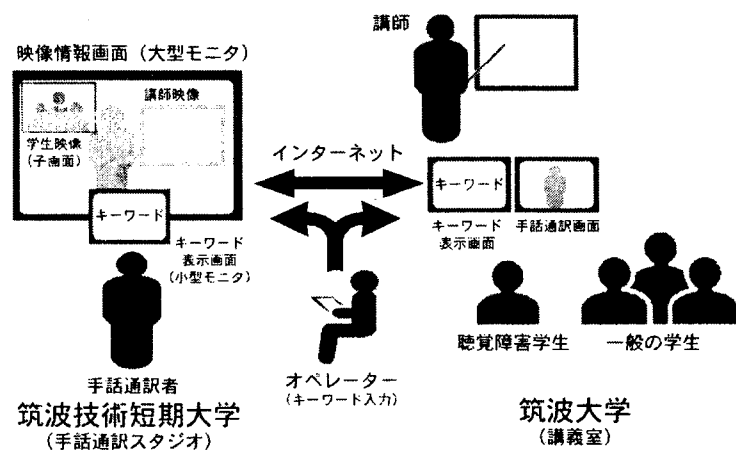 映像情報画面（大型モニタ）
講師映像
学生映像
（子画面）
キーワード
キーワード
表示画面
（小型モニタ）
手話通訳者
筑波技術短期大学
（手話通訳スタジオ）
インターネット
オペレーター
（キーワード入力）
講師
キーワード
キーワード
表示画面
手話通訳画面
聴覚障害学生
一般の学生
筑波大学
（講義室）